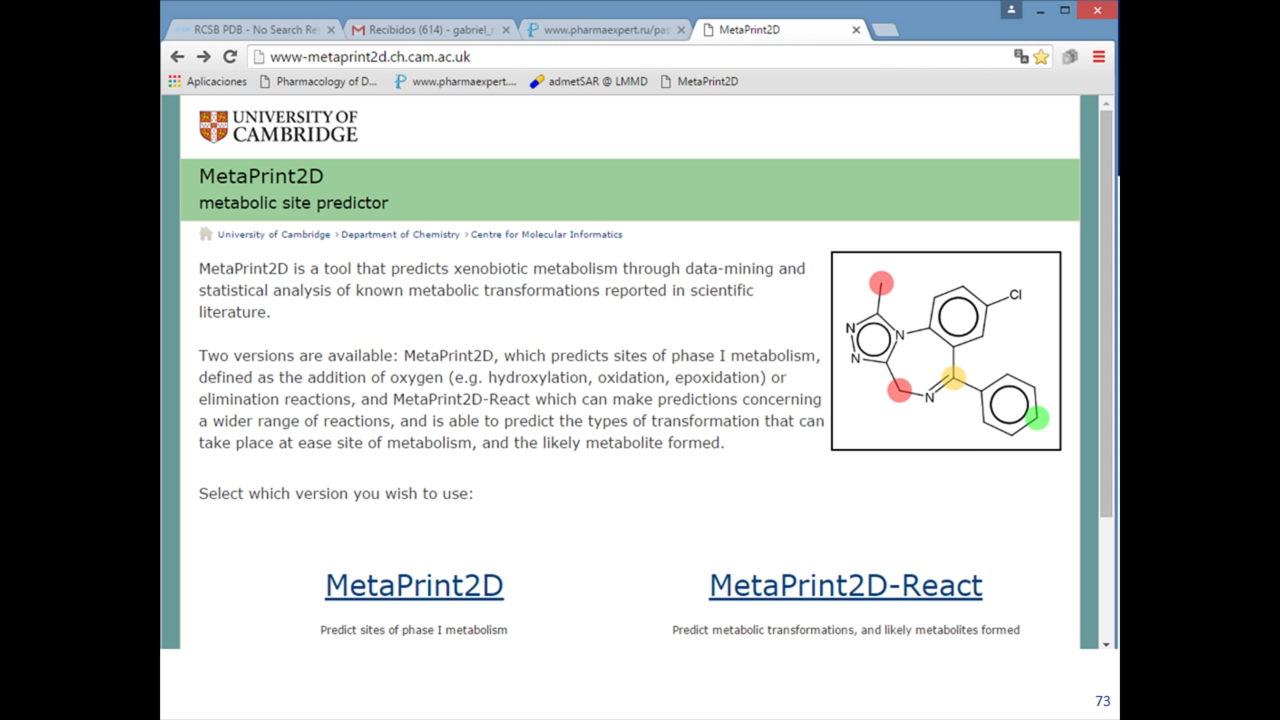 RCSB PDB - No Search Re
Recibidos (614) - gabriel_
www.pharmaexpert.ru/pa
MetaPrint2D
www-metaprint2d.ch.cam.ac.uk
Aplicaciones
Pharmacology of D...
www.pharmaexpert....
admetSAR @ LMMD
MetaPrint2D
UNIVERSITY OF
CAMBRIDGE
MetaPrint2D
metabolic site predictor
University of Cambridge > Department of Chemistry > Centre for Molecular Informatics
MetaPrint2D is a tool that predicts xenobiotic metabolism through data-mining and
statistical analysis of known metabolic transformations reported in scientific
literature.
Two versions are available: MetaPrint2D, which predicts sites of phase I metabolism,
defined as the addition of oxygen (e.g. hydroxylation, oxidation, epoxidation) or
elimination reactions, and MetaPrint2D-React which can make predictions concerning
a wider range of reactions, and is able to predict the types of transformation that can
take place at ease site of metabolism, and the likely metabolite formed.
Cl
N
N
N
N
Select which version you wish to use:
MetaPrint2D
Predict sites of phase I metabolism
MetaPrint2D-React
Predict metabolic transformations, and likely metabolites formed
73